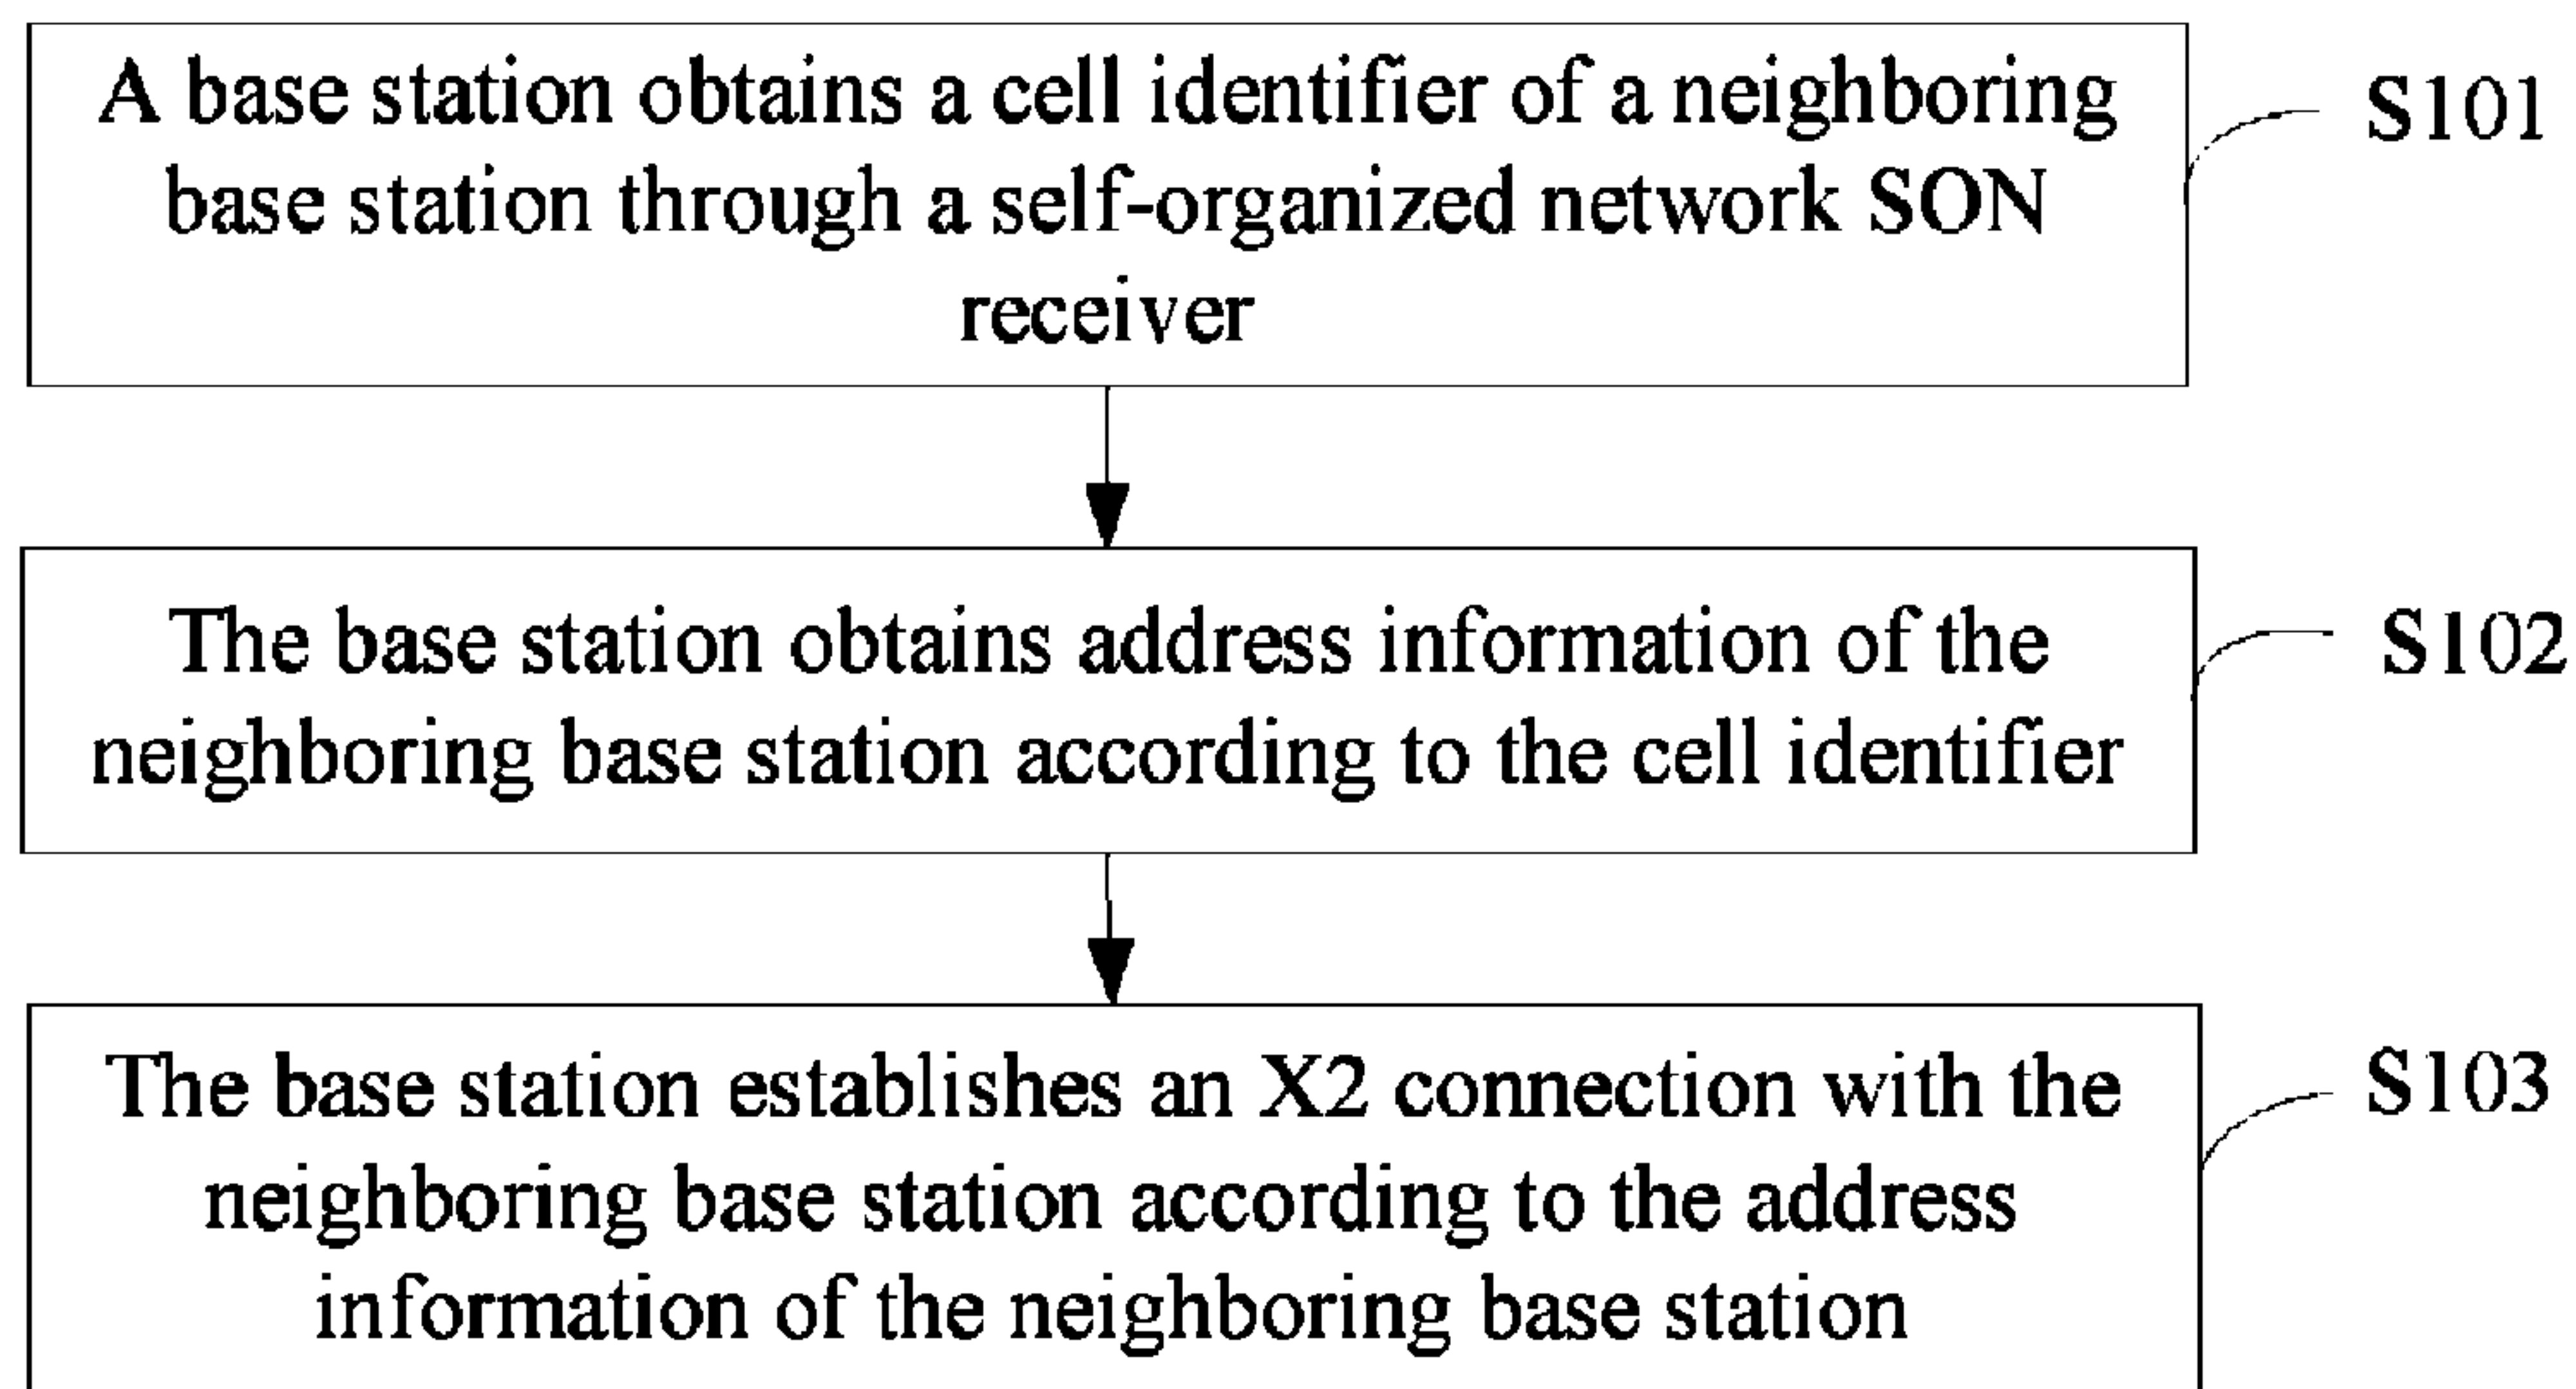 A base station obtains a cell identifier of a neighboring
base station through a self-organized network SON
receiver
S101
The base station obtains address information of the
neighboring base station according to the cell identifier
S102
The base station establishes an X2 connection with the
neighboring base station according to the address
information of the neighboring base station
S103